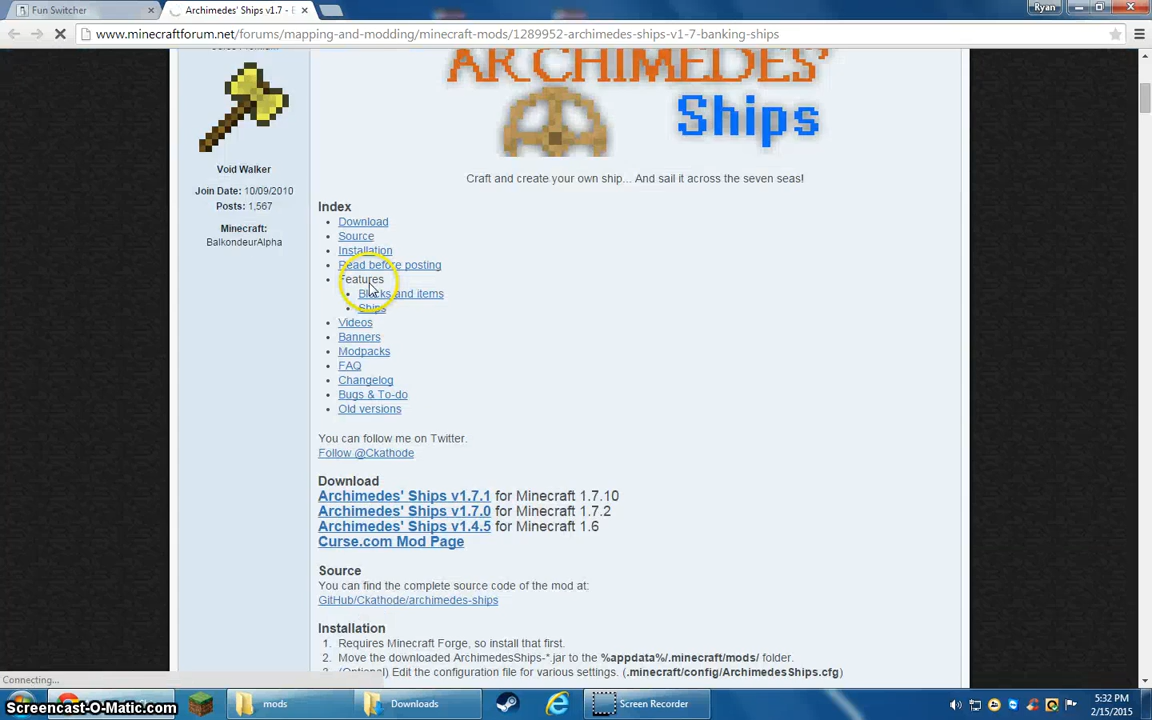 Fun Switcher
Archimedes' Ships v1.7 - E
Ryan
www.minecraftforum.net/forums/mapping-and-modding/minecraft-mods/1289952-archimedes-ships-v1-7-banking-ships
ARCHIMEDES'
Ships
Craft and create your own ship... And sail it across the seven seas!
Void Walker
Join Date: 10/09/2010
Posts: 1,567
Minecraft:
BalkondeurAlpha
Index
Download
Source
Installation
Read before posting
Features
Blocks and items
Ships
Videos
Banners
Modpacks
FAQ
Changelog
Bugs & To-do
Old versions
You can follow me on Twitter.
Follow @Ckathode
Download
Archimedes' Ships v1.7.1 for Minecraft 1.7.10
Archimedes' Ships v1.7.0 for Minecraft 1.7.2
Archimedes' Ships v1.4.5 for Minecraft 1.6
Curse.com Mod Page
Source
You can find the complete source code of the mod at:
GitHub/Ckathode/archimedes-ships
Installation
1. Requires Minecraft Forge, so install that first.
2. Move the downloaded ArchimedesShips-*.jar to the %appdata%/.minecraft/mods/ folder.
3. (Optional) Edit the configuration file for various settings. (.minecraft/config/ArchimedesShips.cfg)
Connecting...
mods
Downloads
Screen Recorder
5:32 PM
2/15/2015
Screencast-O-Matic.com